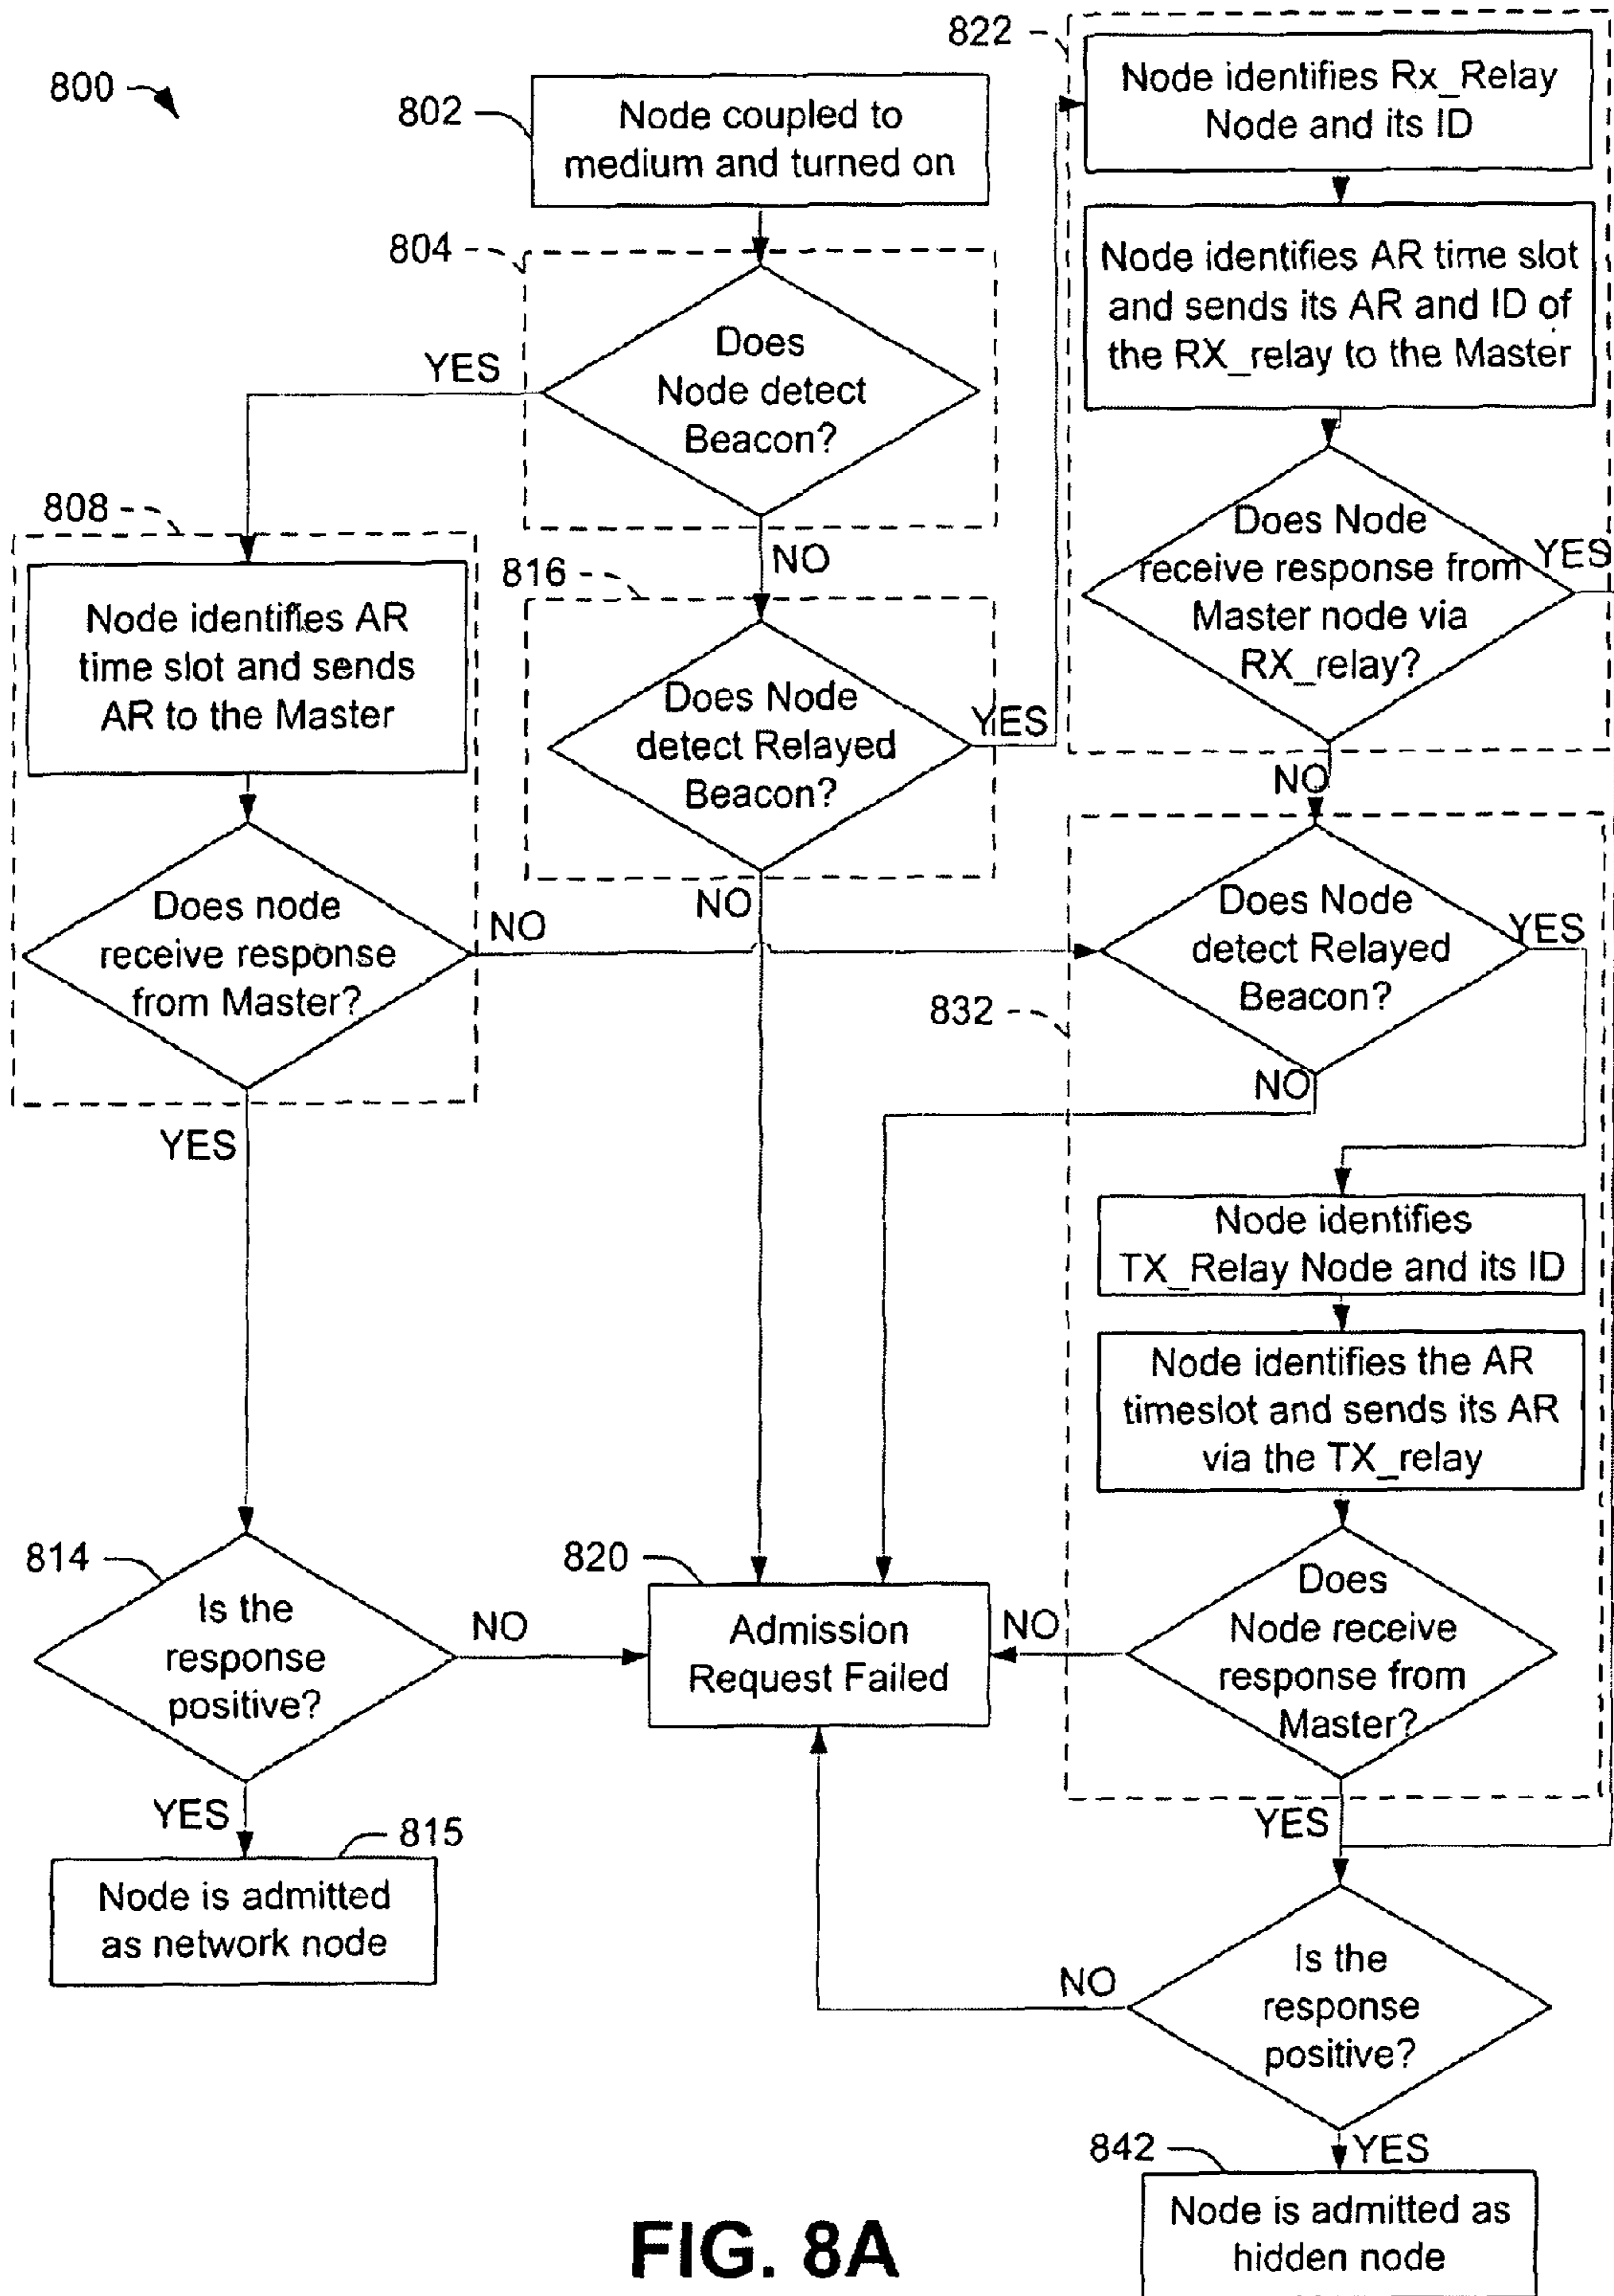 800
802
Node coupled to
medium and turned on
804
Does
Node detect
Beacon?
YES
NO
808
Node identifies AR
time slot and sends
AR to the Master
Does node
receive response
from Master?
NO
YES
816
Does Node
detect Relayed
Beacon?
YES
NO
822
Node identifies Rx_Relay
Node and its ID
Node identifies AR time slot
and sends its AR and ID of
the RX_relay to the Master
Does Node
receive response from
Master node via
RX_relay?
YES
NO
832
Does Node
detect Relayed
Beacon?
YES
NO
Node identifies
TX_Relay Node and its ID
Node identifies the AR
timeslot and sends its AR
via the TX_relay
Does
Node receive
response from
Master?
NO
YES
814
Is the
response
positive?
NO
YES
815
Node is admitted
as network node
820
Admission
Request Failed
Is the
response
positive?
NO
YES
842
Node is admitted as
hidden node
FIG. 8A